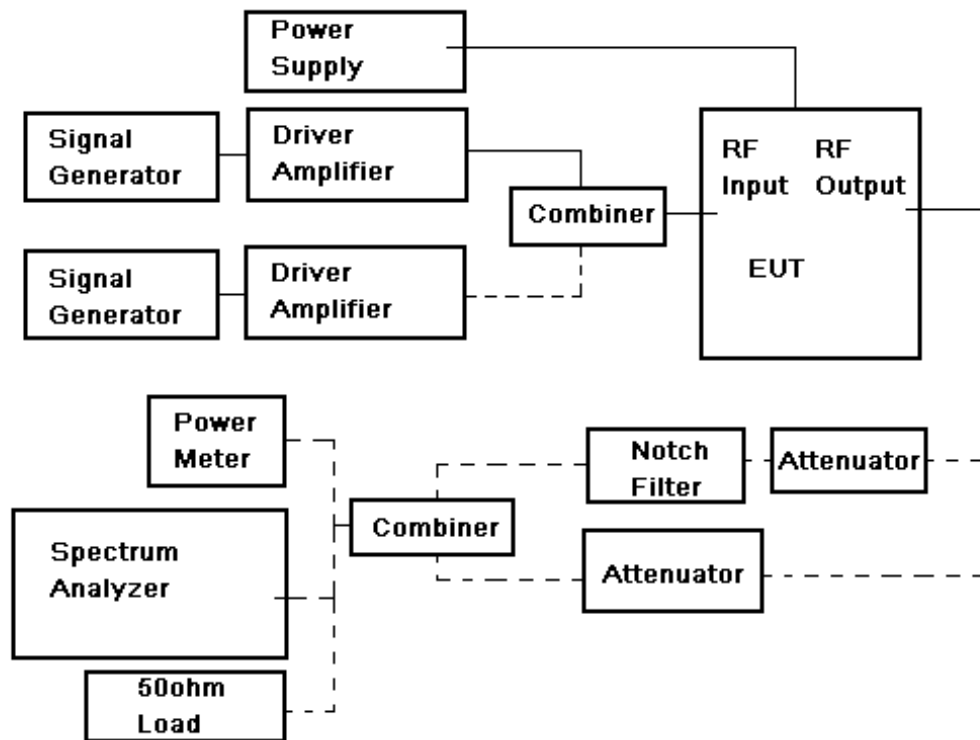 Power
Supply
Signal
Generator
Driver
Amplifier
Combiner
RF
Input
RF
Output
EUT
Signal
Generator
Driver
Amplifier
Power
Meter
Notch
Filter
Attenuator
Combiner
Spectrum
Analyzer
Attenuator
50ohm
Load